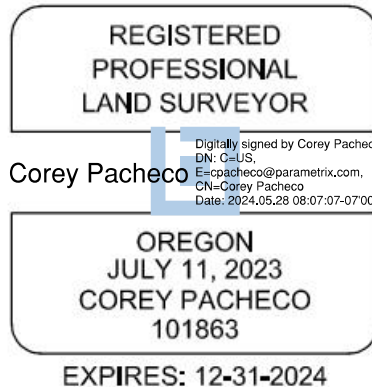 REGISTERED
PROFESSIONAL
LAND SURVEYOR
Corey Pacheco
Digitally signed by Corey Pachec
DN: C=US,
E=cpacheco@parametrix.com,
CN=Corey Pacheco
Date: 2024.05.28 08:07:07-07'00
OREGON
JULY 11, 2023
COREY PACHECO
101863
EXPIRES: 12-31-2024